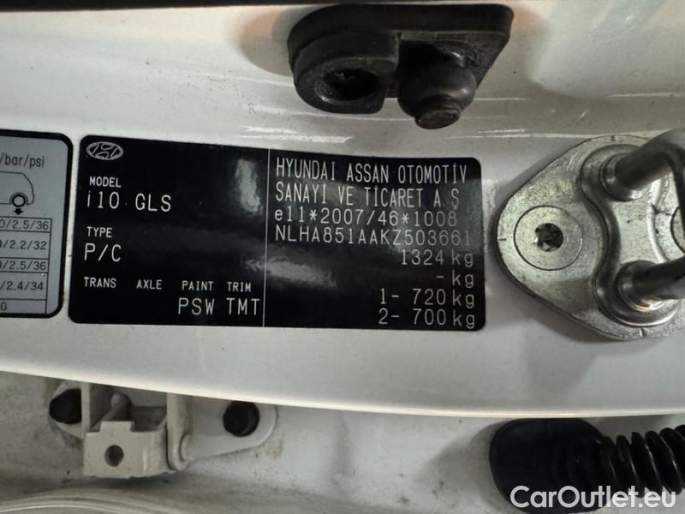 /bar/psi
0/2.5/36
/2.2/32
/2.5/36
/2.4/34
0
MODEL
i10 GLS
TYPE
P/C
TRANS AXLE PAINT TRIM
PSW TMT
HYUNDAI ASSAN OTOMOTİV
SANAYİ VE TİCARET A Ş
e11*2007/46*1008
NLHA851AAKZ503661
1324 kg
- kg
1- 720 kg
2- 700 kg
CarOutlet.eu